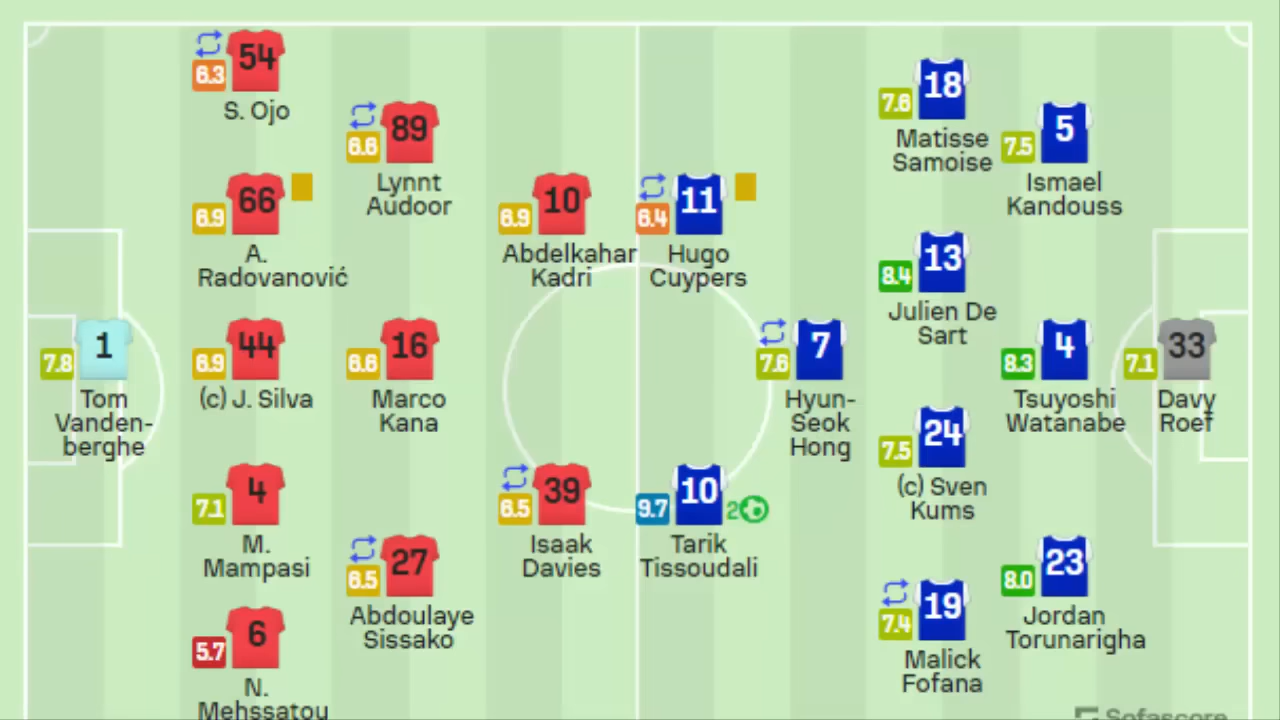 54
6.3
S. Ojo
66
6.9
A.
Radovanović
1
7.8
Tom
Vanden-
berghe
44
6.9
(c) J. Silva
4
7.1
M.
Mampasi
6
5.7
N.
Mehssatou
89
6.6
Lynnt
Audoor
16
6.6
Marco
Kana
27
6.5
Abdoulaye
Sissako
10
6.9
Abdelkahar
Kadri
39
6.5
Isaak
Davies
11
6.4
Hugo
Cuypers
10
9.7
2
Tarik
Tissoudali
7
7.6
Hyun-
Seok
Hong
18
7.6
Matisse
Samoise
13
8.4
Julien De
Sart
24
7.5
(c) Sven
Kums
19
7.4
Malick
Fofana
5
7.5
Ismael
Kandouss
4
8.3
Tsuyoshi
Watanabe
23
8.0
Jordan
Torunarigha
33
7.1
Davy
Roef
Sofascore